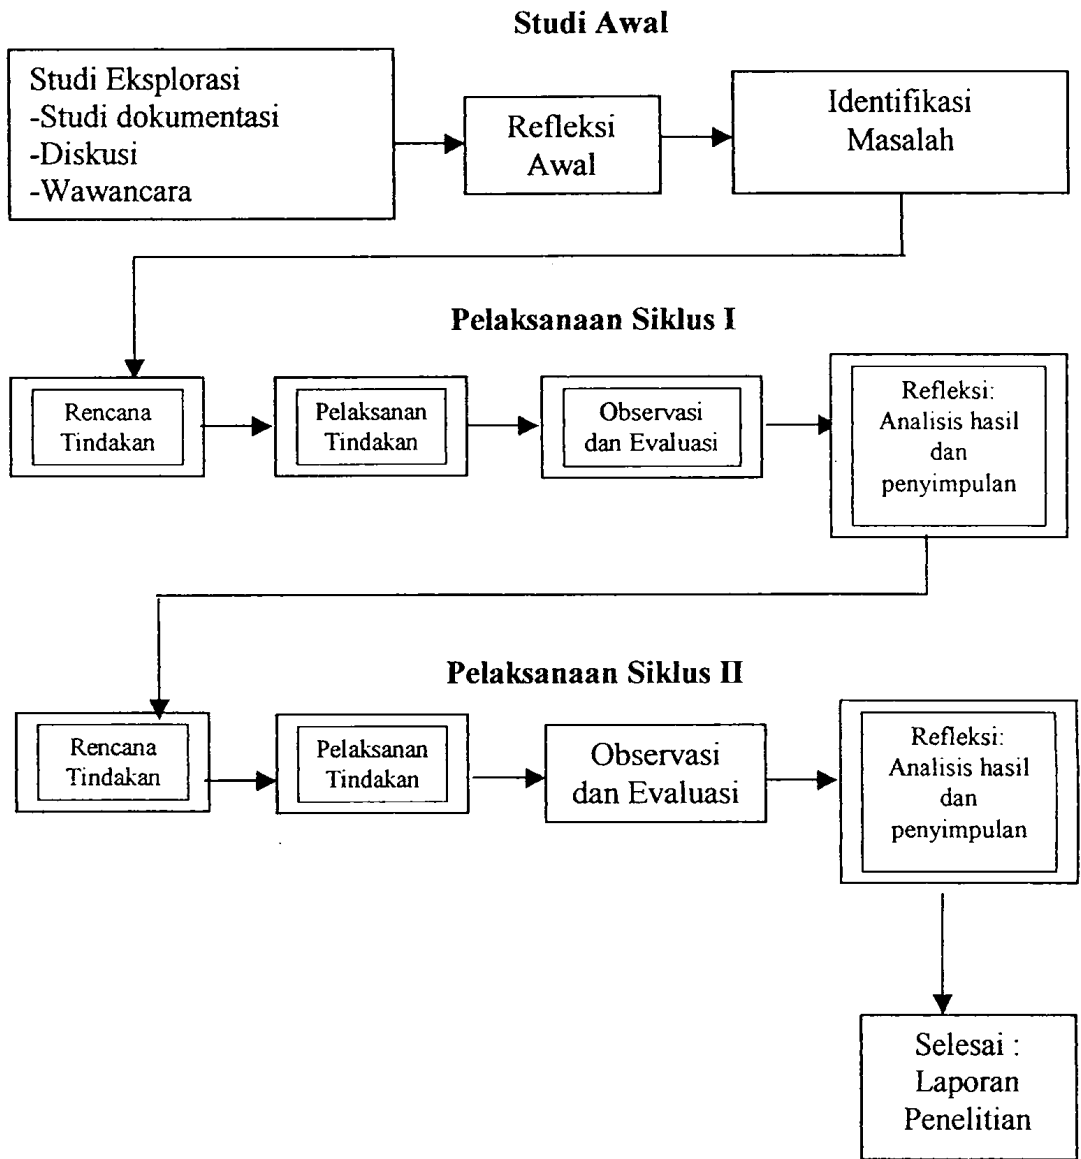 Studi Awal
Studi Eksplorasi
-Studi dokumentasi
-Diskusi
-Wawancara
Refleksi
Awal
Identifikasi
Masalah
Pelaksanaan Siklus I
Rencana
Tindakan
Pelaksanan
Tindakan
Observasi
dan Evaluasi
Refleksi:
Analisis hasil
dan
penyimpulan
Pelaksanaan Siklus II
Rencana
Tindakan
Pelaksanan
Tindakan
Observasi
dan Evaluasi
Refleksi:
Analisis hasil
dan
penyimpulan
Selesai :
Laporan
Penelitian